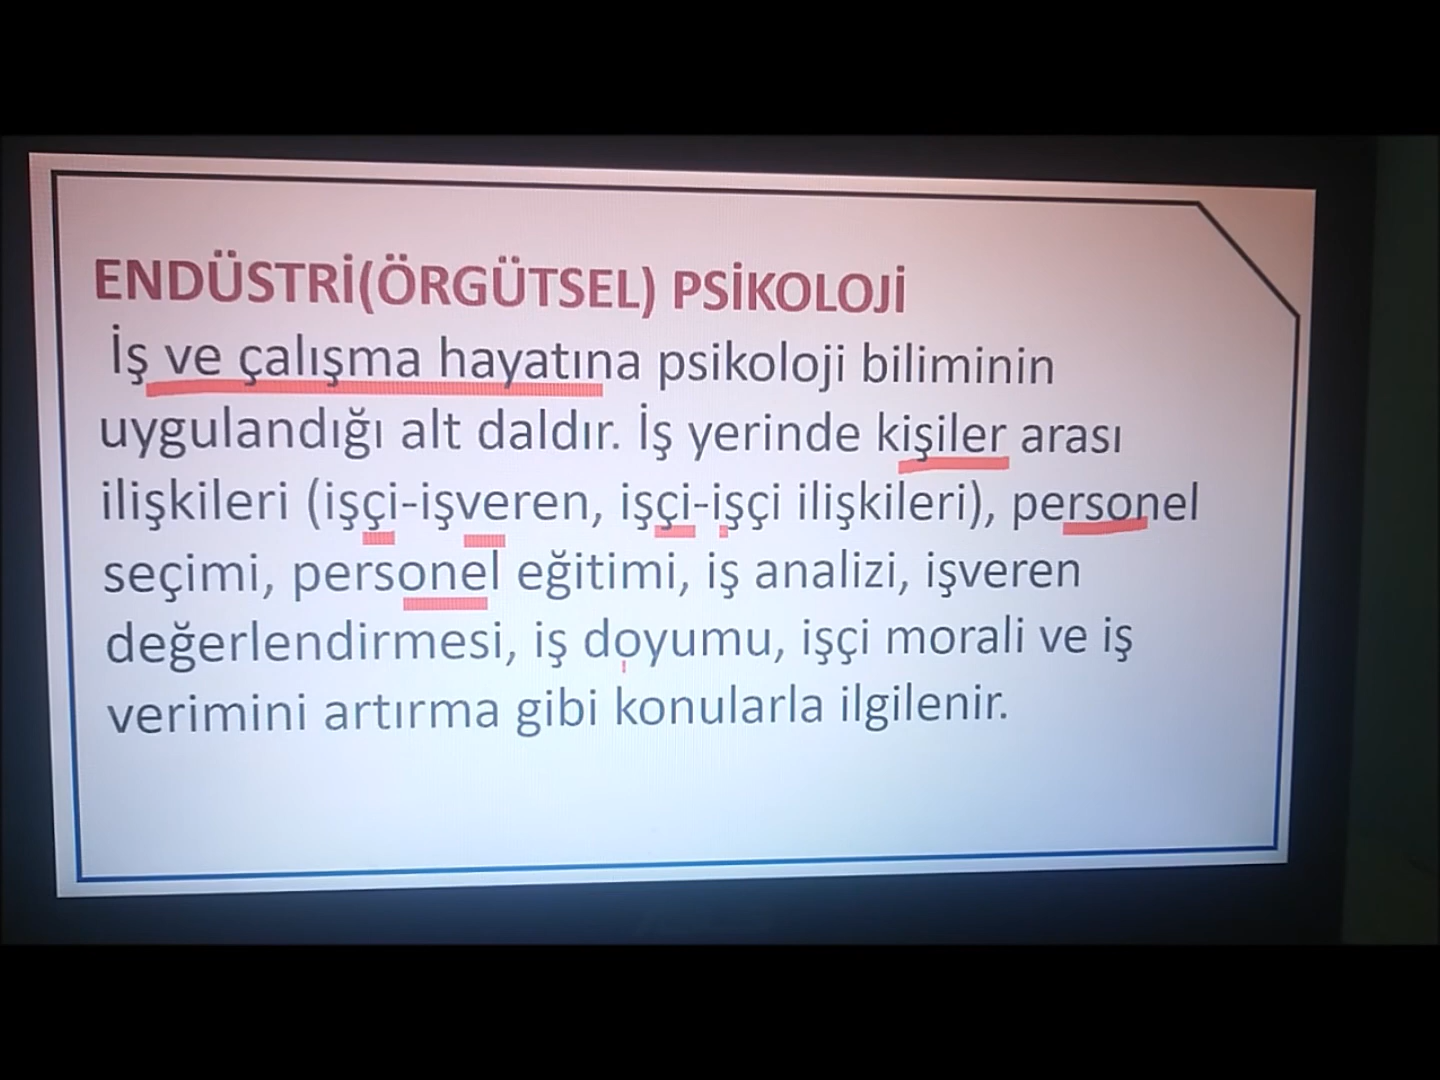 ENDÜSTRİ(ÖRGÜTSEL) PSİKOLOJİ
İş ve çalışma hayatına psikoloji biliminin
uygulandığı alt daldır. İş yerinde kişiler arası
ilişkileri (işçi-işveren, işçi-işçi ilişkileri), personel
seçimi, personel eğitimi, iş analizi, işveren
değerlendirmesi, iş doyumu, işçi morali ve iş
verimini artırma gibi konularla ilgilenir.